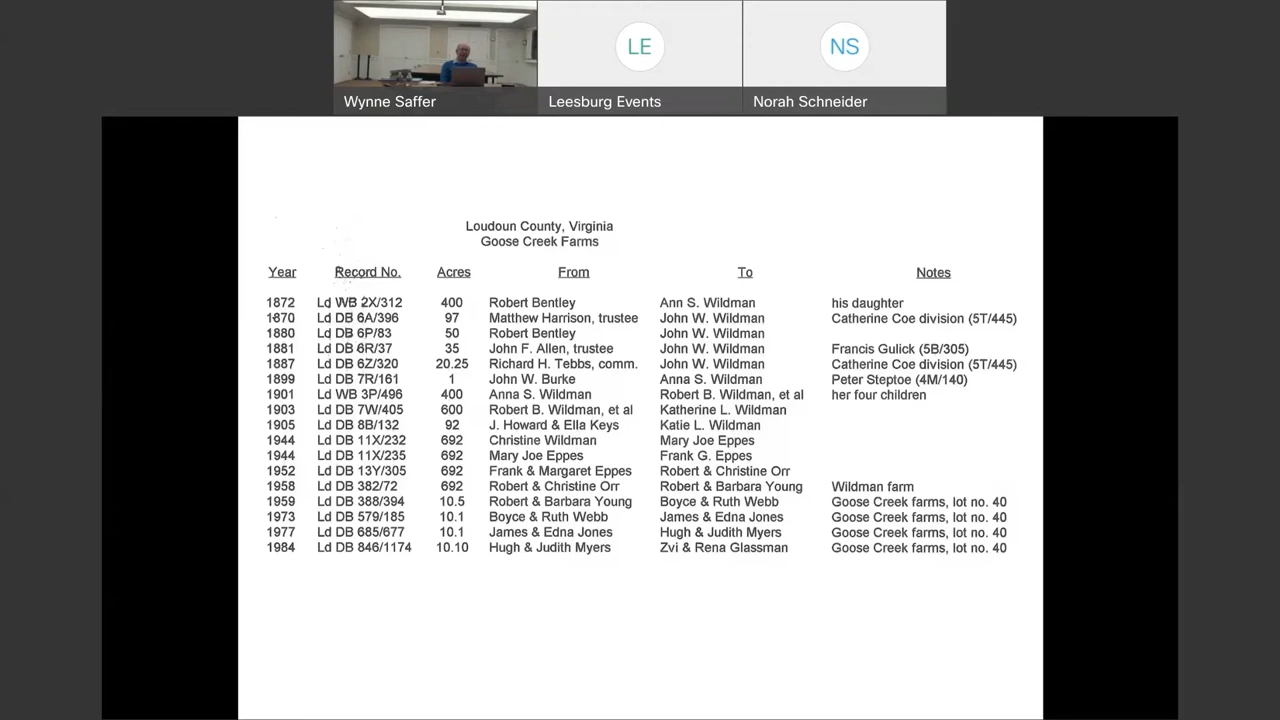 LE
NS
Wynne Saffer
Leesburg Events
Norah Schneider
Loudoun County, Virginia
Goose Creek Farms
Year Record No. Acres From To Notes
1872 Ld WB 2X/312 400 Robert Bentley Ann S. Wildman his daughter
1870 Ld DB 6A/396 97 Matthew Harrison, trustee John W. Wildman Catherine Coe division (5T/445)
1880 Ld DB 6P/83 50 Robert Bentley John W. Wildman
1881 Ld DB 6R/37 35 John F. Allen, trustee John W. Wildman Francis Gulick (5B/305)
1887 Ld DB 6Z/320 20.25 Richard H. Tebbs, comm. John W. Wildman Catherine Coe division (5T/445)
1899 Ld DB 7R/161 1 John W. Burke Anna S. Wildman Peter Steptoe (4M/140)
1901 Ld WB 3P/496 400 Anna S. Wildman Robert B. Wildman, et al her four children
1903 Ld DB 7W/405 600 Robert B. Wildman, et al Katherine L. Wildman
1905 Ld DB 8B/132 92 J. Howard & Ella Keys Katie L. Wildman
1944 Ld DB 11X/232 692 Christine Wildman Mary Joe Eppes
1944 Ld DB 11X/235 692 Mary Joe Eppes Frank G. Eppes
1952 Ld DB 13Y/305 692 Frank & Margaret Eppes Robert & Christine Orr
1958 Ld DB 382/72 692 Robert & Christine Orr Robert & Barbara Young Wildman farm
1959 Ld DB 388/394 10.5 Robert & Barbara Young Boyce & Ruth Webb Goose Creek farms, lot no. 40
1973 Ld DB 579/185 10.1 Boyce & Ruth Webb James & Edna Jones Goose Creek farms, lot no. 40
1977 Ld DB 685/677 10.1 James & Edna Jones Hugh & Judith Myers Goose Creek farms, lot no. 40
1984 Ld DB 846/1174 10.10 Hugh & Judith Myers Zvi & Rena Glassman Goose Creek farms, lot no. 40